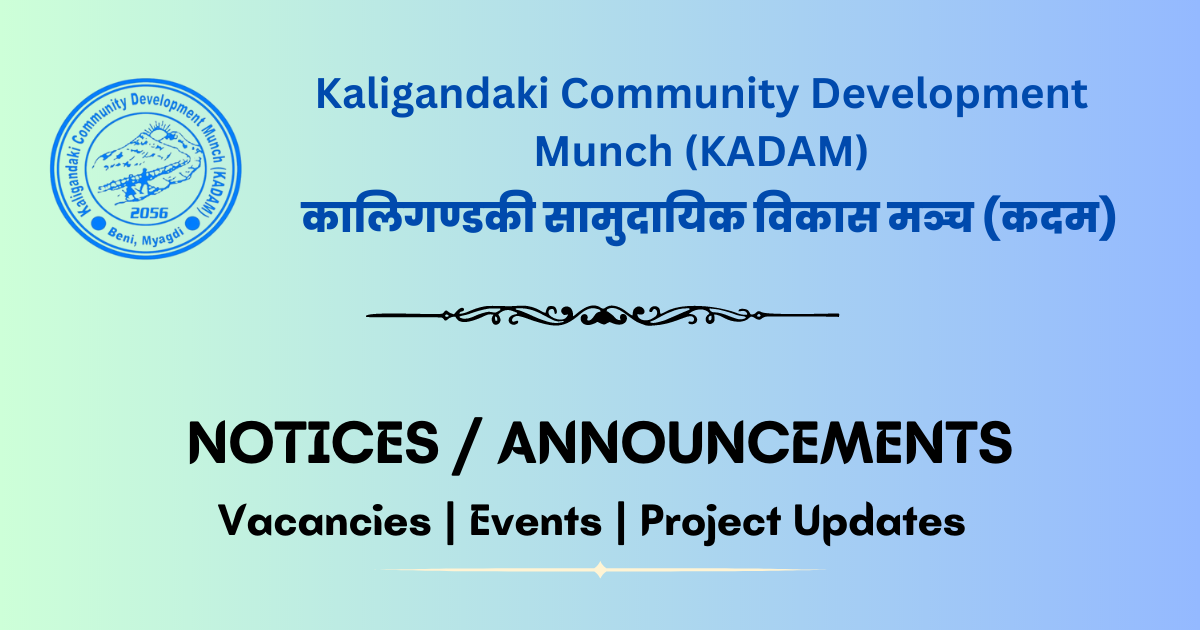 Kaligandaki Community Development Munch (KADAM)
2056
Beni, Myagdi
Kaligandaki Community Development
Munch (KADAM)
कालिगण्डकी सामुदायिक विकास मञ्च (कदम)
NOTICES / ANNOUNCEMENTS
Vacancies | Events | Project Updates